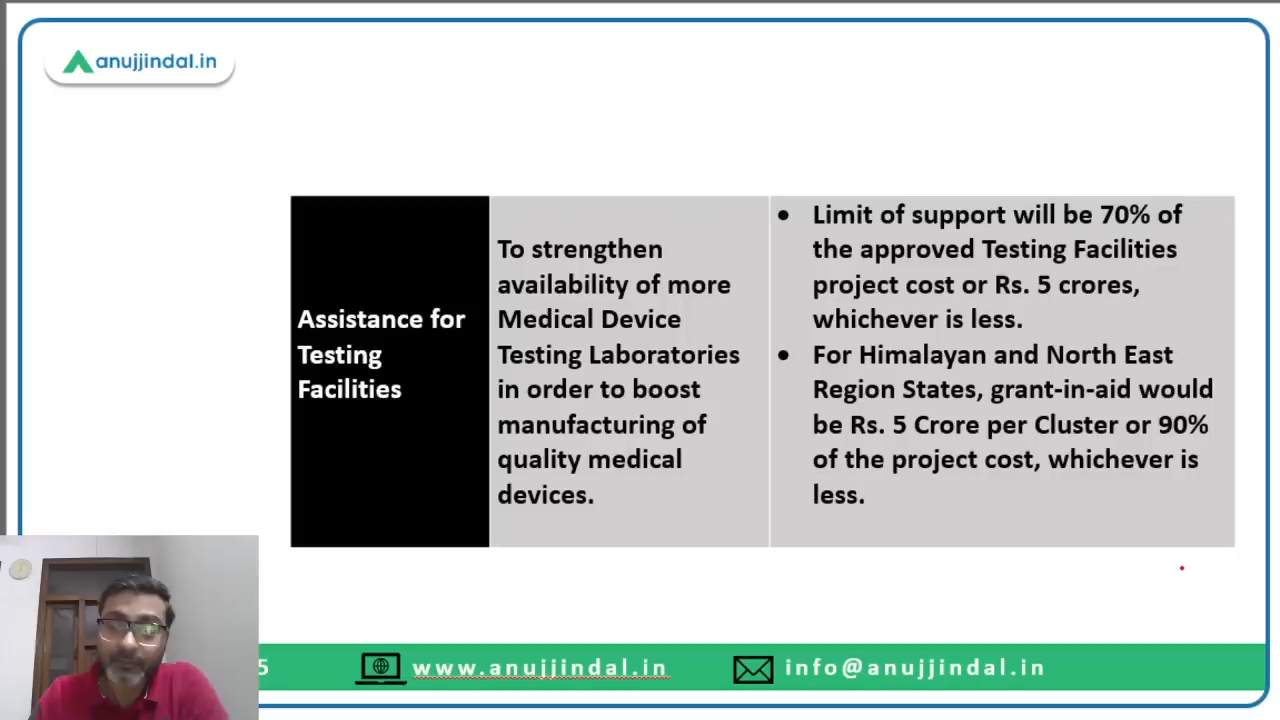 anujjindal.in
Assistance for
Testing
Facilities
To strengthen
availability of more
Medical Device
Testing Laboratories
in order to boost
manufacturing of
quality medical
devices.
• Limit of support will be 70% of
the approved Testing Facilities
project cost or Rs. 5 crores,
whichever is less.
• For Himalayan and North East
Region States, grant-in-aid would
be Rs. 5 Crore per Cluster or 90%
of the project cost, whichever is
less.
5 www.anujjindal.in info@anujjindal.in